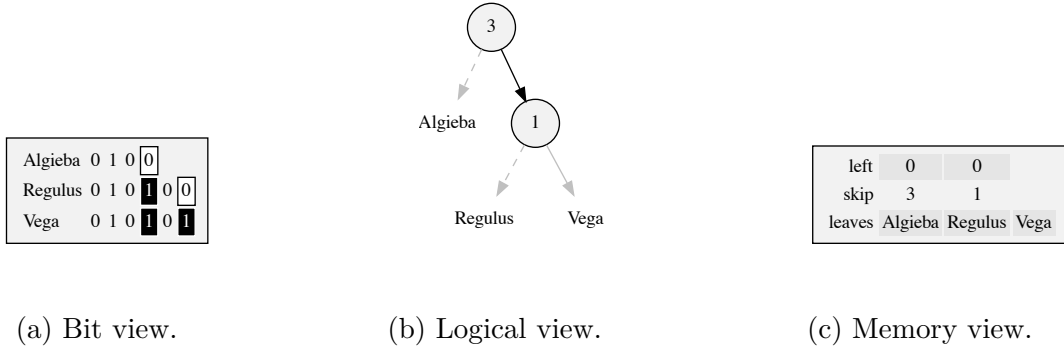 Algieba 0 1 0 0
Regulus 0 1 0 1 0 0
Vega 0 1 0 1 0 1
(a) Bit view.
3
Algieba
1
Regulus Vega
(b) Logical view.
left 0 0
skip 3 1
leaves Algieba Regulus Vega
(c) Memory view.